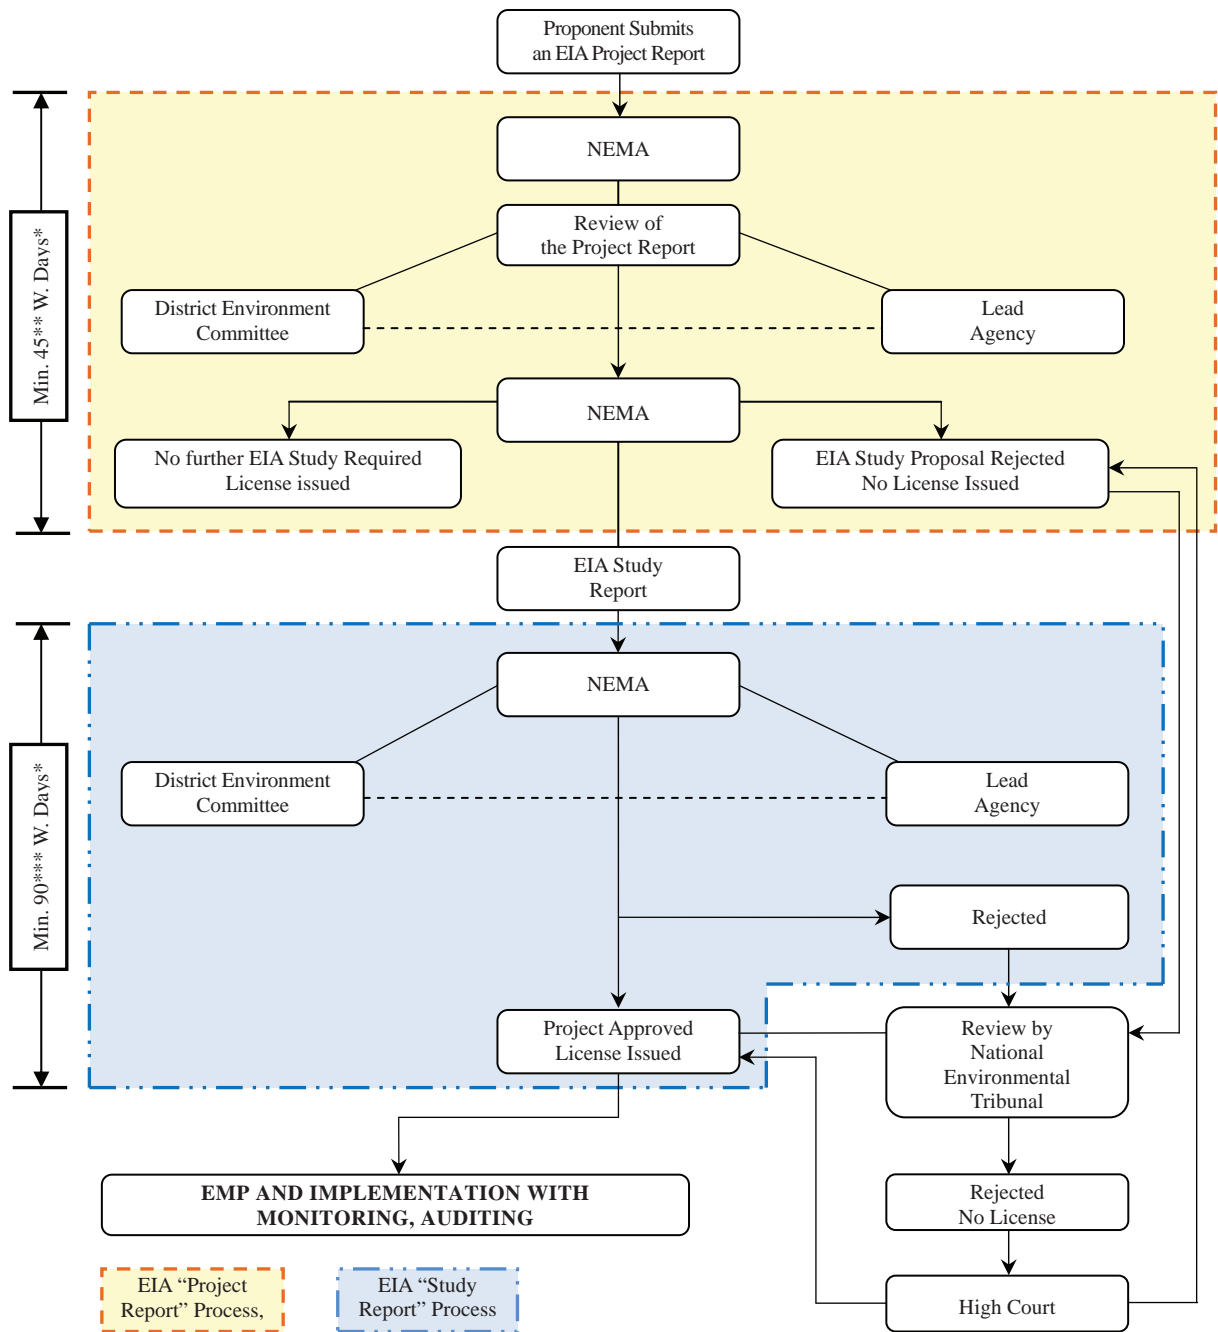 Proponent Submits
an EIA Project Report
NEMA
Review of
the Project Report
Min. 45** W. Days*
District Environment
Committee
Lead
Agency
NEMA
No further EIA Study Required
License issued
EIA Study Proposal Rejected
No License Issued
EIA Study
Report
NEMA
Min. 90*** W. Days*
District Environment
Committee
Lead
Agency
Rejected
Project Approved
License Issued
Review by
National
Environmental
Tribunal
EMP AND IMPLEMENTATION WITH
MONITORING, AUDITING
Rejected
No License
EIA “Project
Report” Process,
EIA “Study
Report” Process
High Court